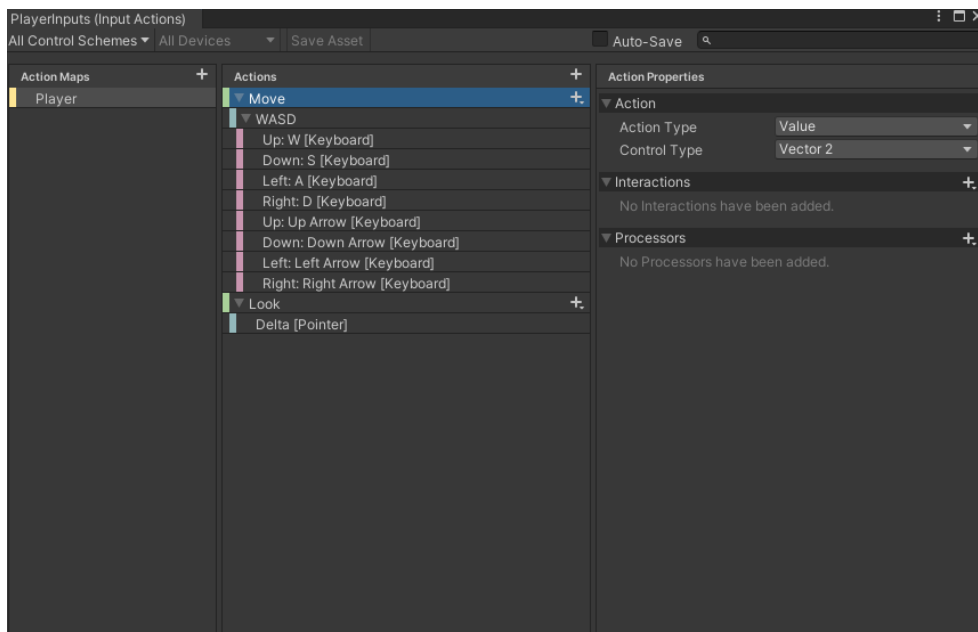 PlayerInputs (Input Actions)
All Control Schemes All Devices Save Asset Auto-Save
Action Maps
Player
Actions
Move
WASD
Up: W [Keyboard]
Down: S [Keyboard]
Left: A [Keyboard]
Right: D [Keyboard]
Up: Up Arrow [Keyboard]
Down: Down Arrow [Keyboard]
Left: Left Arrow [Keyboard]
Right: Right Arrow [Keyboard]
Look
Delta [Pointer]
Action Properties
Action
Action Type Value
Control Type Vector 2
Interactions
No Interactions have been added.
Processors
No Processors have been added.